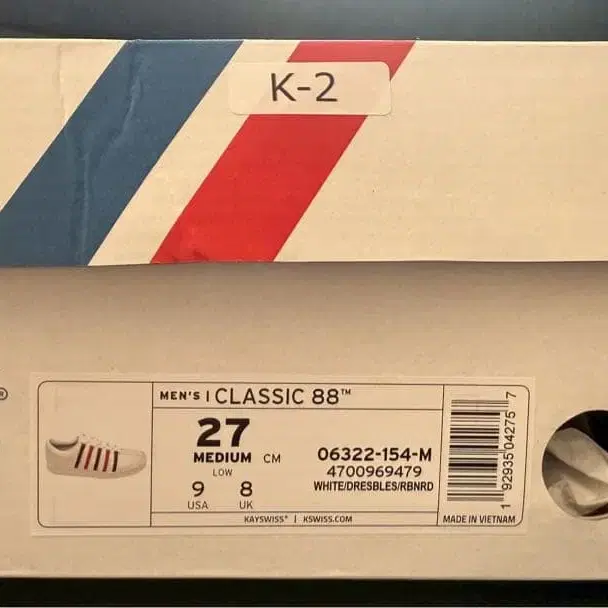 K-2
®
MEN'S | CLASSIC 88™
27
MEDIUM CM
LOW
9 8
USA UK
06322-154-M
4700969479
WHITE/DRESBLES/RBNRD
KAYSWISS® | KSWISS.COM
1 92935 04275 7
MADE IN VIETNAM